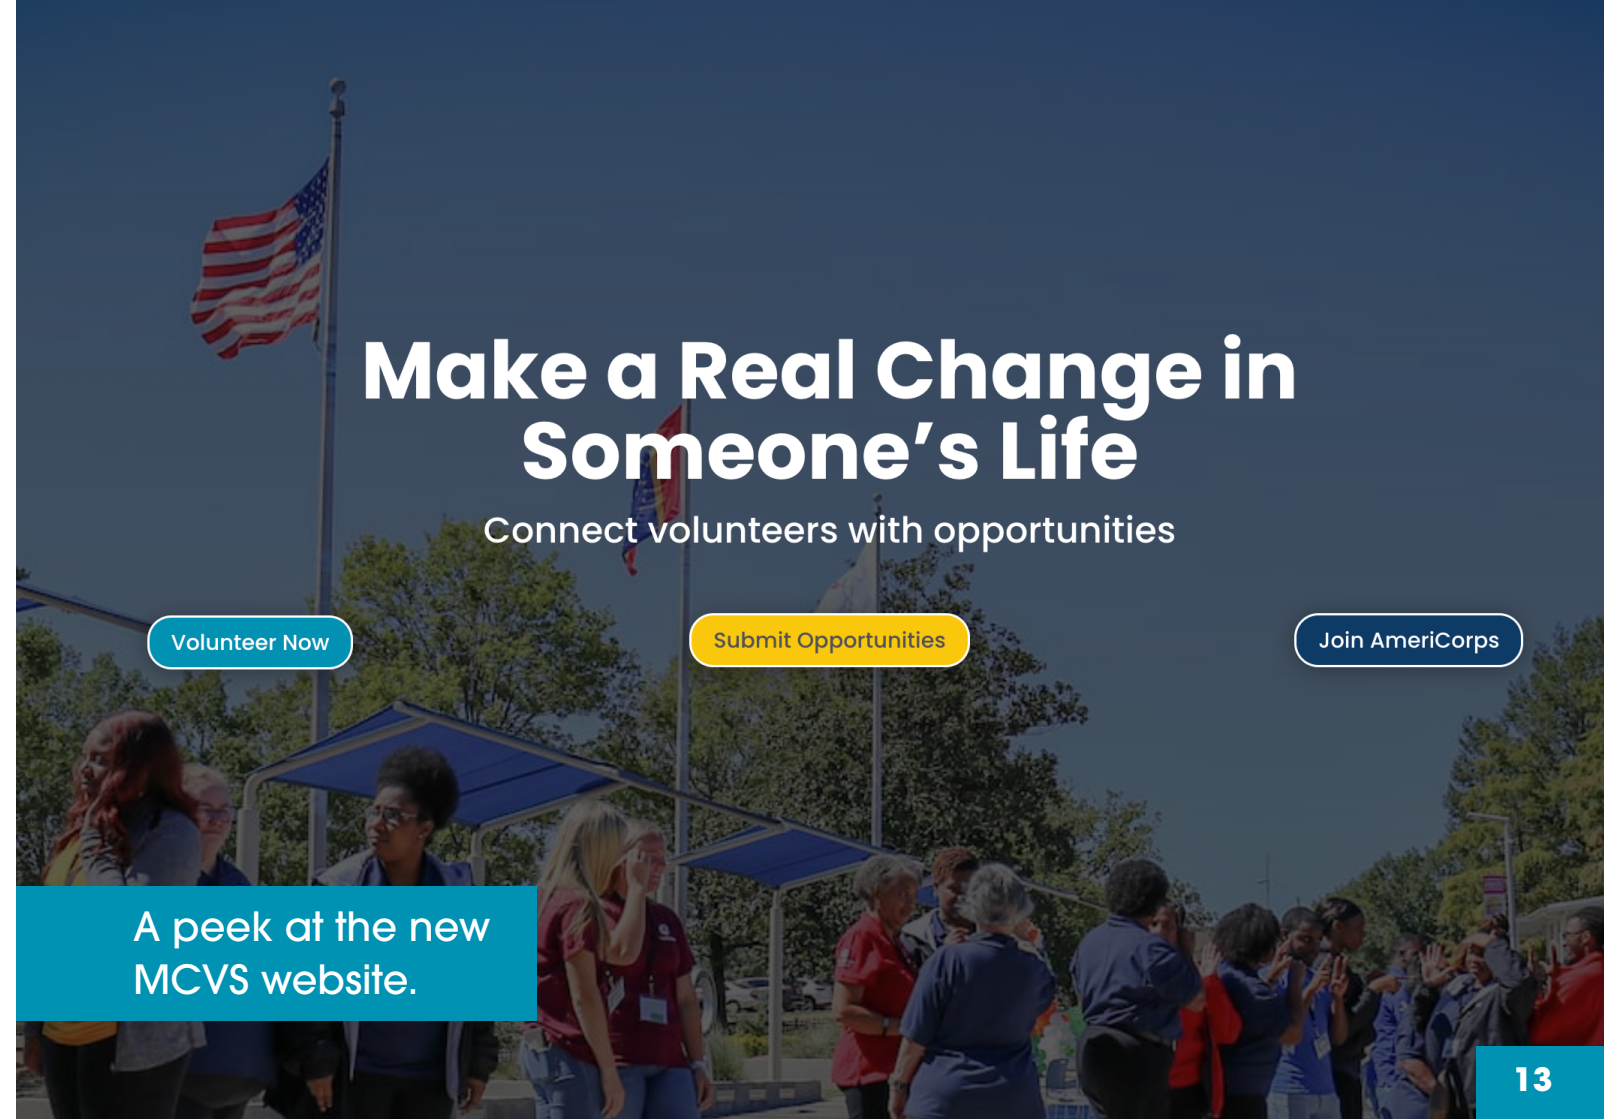 Make a Real Change in
Someone’s Life
Connect volunteers with opportunities
Volunteer Now
Submit Opportunities
Join AmeriCorps
A peek at the new
MCVS website.
13